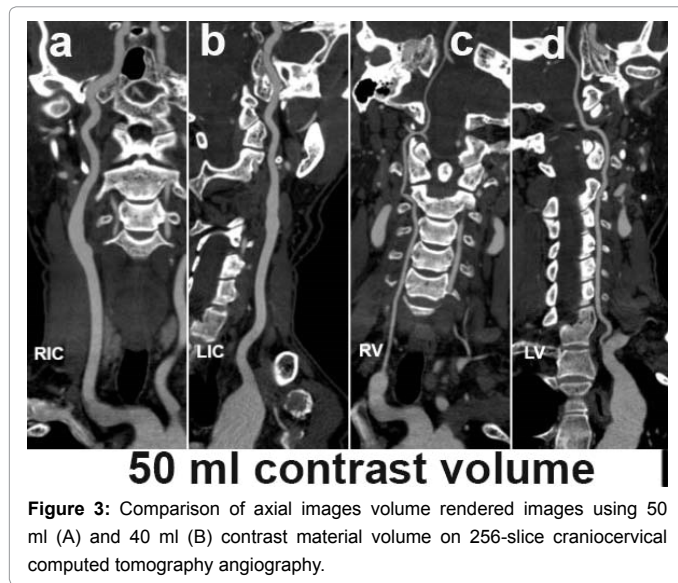 a b c d
RIC LIC RV LV
50 ml contrast volume
Figure 3: Comparison of axial images volume rendered images using 50
ml (A) and 40 ml (B) contrast material volume on 256-slice craniocervical
computed tomography angiography.